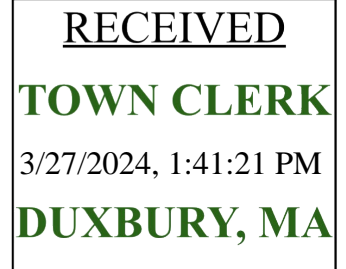 RECEIVED
TOWN CLERK
3/27/2024, 1:41:21 PM
DUXBURY, MA